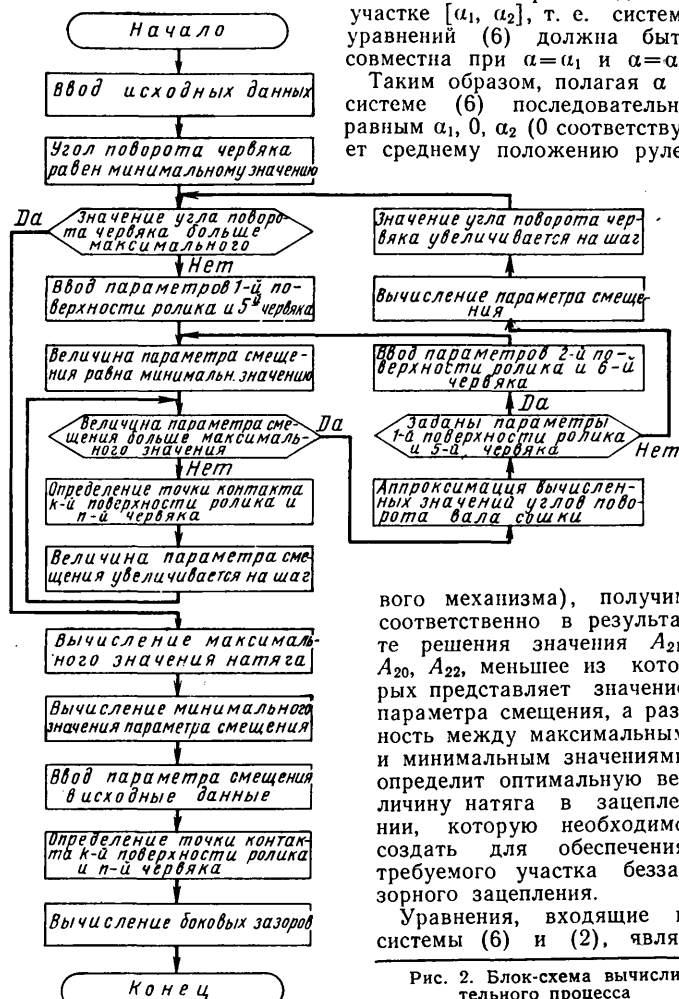 участке [α₁, α₂], т. е. систем
уравнений (6) должна быт
совместна при α=α₁ и α=α
Таким образом, полагая α
системе (6) последовательн
равным α₁, 0, α₂ (0 соответству
ет среднему положению руле
Начало
Ввод исходных данных
Угол поворота червяка
равен минимальному значению
Да
Значение угла поворо-
та червяка больше
максимального
Нет
Ввод параметров 1-й по-
верхности ролика и 5й червяка
Величина параметра смеще-
ния равна минимальн. значению
Величина параметра сме-
щения больше максималь-
ного значения
Да
Нет
Определение точки контакта
к-й поверхности ролика и
п-й червяка
Величина параметра сме-
щения увеличивается на шаг
Вычисление максималь-
ного значения натяга
Вычисление минимального
значения параметра смещения
Ввод параметра смещения
в исходные данные
Определение точки контак-
та к-й поверхности ролика
и п-й червяка
Вычисление боковых зазоров
Конец
Значение угла поворота чер-
вяка увеличивается на шаг
Вычисление параметра смеще-
ния
Ввод параметров 2-й по-
верхности ролика и 6-й
червяка
Да
Заданы параметры
1-й поверхности ролика
и 5-й, червяка
Нет
Аппроксимация вычислен-
ных значений углов пово-
рота вала сошки
вого механизма), получим
соответственно в результа-
те решения значения A₂₁
A₂₀, A₂₂, меньшее из кото-
рых представляет значение
параметра смещения, а раз-
ность между максимальным
и минимальным значениями
определит оптимальную ве-
личину натяга в зацепле-
нии, которую необходимо
создать для обеспечения
требуемого участка безза-
зорного зацепления.
Уравнения, входящие в
системы (6) и (2), явля-
Рис. 2. Блок-схема вычисли-
тельного процесса